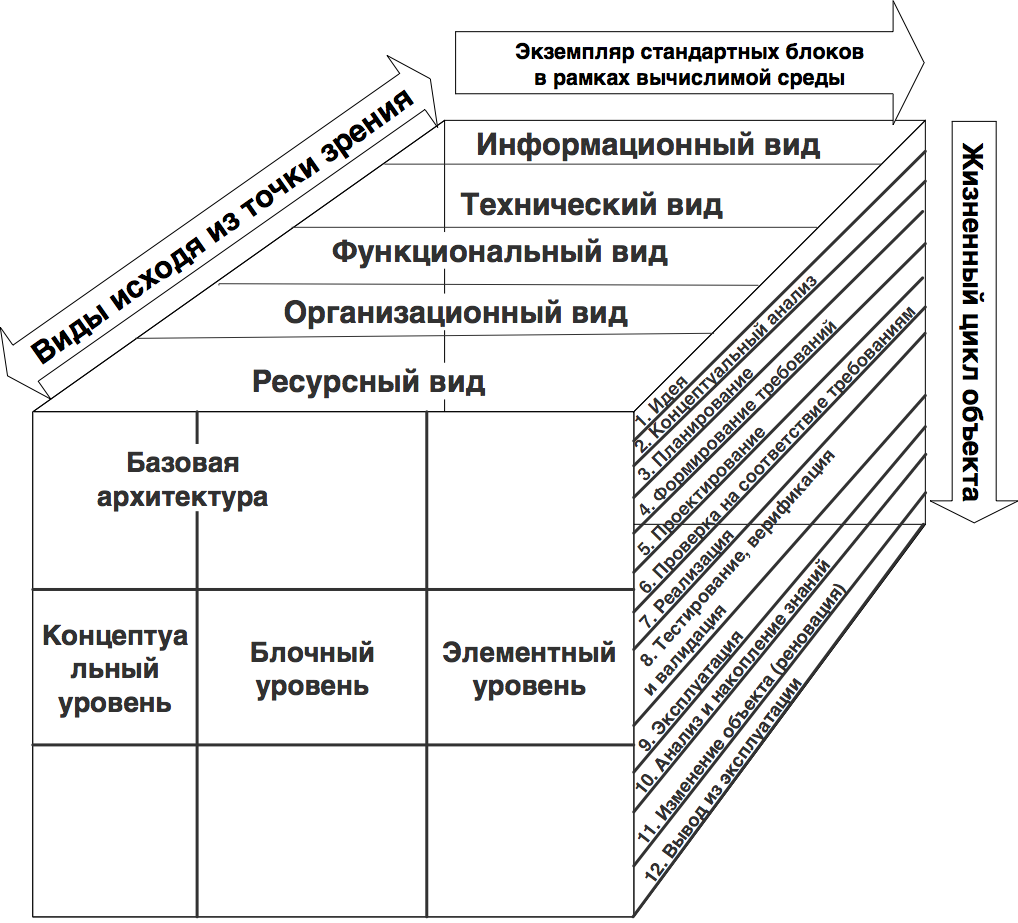 Экземпляр стандартных блоков
в рамках вычислимой среды
Виды исходя из точки зрения
Жизненный цикл объекта
Информационный вид
Технический вид
Функциональный вид
Организационный вид
Ресурсный вид
Базовая
архитектура
Концептуа
льный
уровень
Блочный
уровень
Элементный
уровень
1. Идея
2. Концептуальный анализ
3. Планирование
4. Формирование требований
5. Проектирование
6. Проверка на соответствие требованиям
7. Реализация
8. Тестирование, верификация
и валидация
9. Эксплуатация
10. Анализ и накопление знаний
11. Изменение объекта (реновация)
12. Вывод из эксплуатации